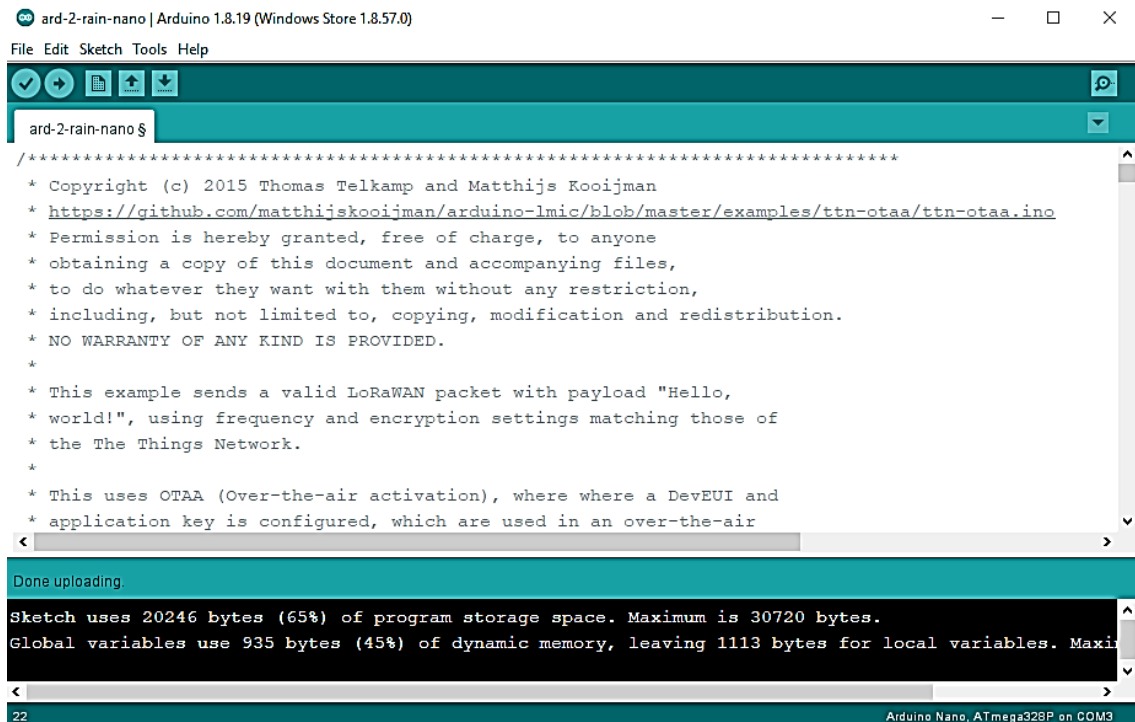 ard-2-rain-nano | Arduino 1.8.19 (Windows Store 1.8.57.0)
File Edit Sketch Tools Help
ard-2-rain-nano §
/******************************************************************************
* Copyright (c) 2015 Thomas Telkamp and Matthijs Kooijman
* https://github.com/matthijskooijman/arduino-lmic/blob/master/examples/ttn-otaa/ttn-otaa.ino
* Permission is hereby granted, free of charge, to anyone
* obtaining a copy of this document and accompanying files,
* to do whatever they want with them without any restriction,
* including, but not limited to, copying, modification and redistribution.
* NO WARRANTY OF ANY KIND IS PROVIDED.
*
* This example sends a valid LoRaWAN packet with payload "Hello,
* world!", using frequency and encryption settings matching those of
* the The Things Network.
*
* This uses OTAA (Over-the-air activation), where where a DevEUI and
* application key is configured, which are used in an over-the-air
Done uploading.
Sketch uses 20246 bytes (65%) of program storage space. Maximum is 30720 bytes.
Global variables use 935 bytes (45%) of dynamic memory, leaving 1113 bytes for local variables. Maxi
22 Arduino Nano, ATmega328P on COM3